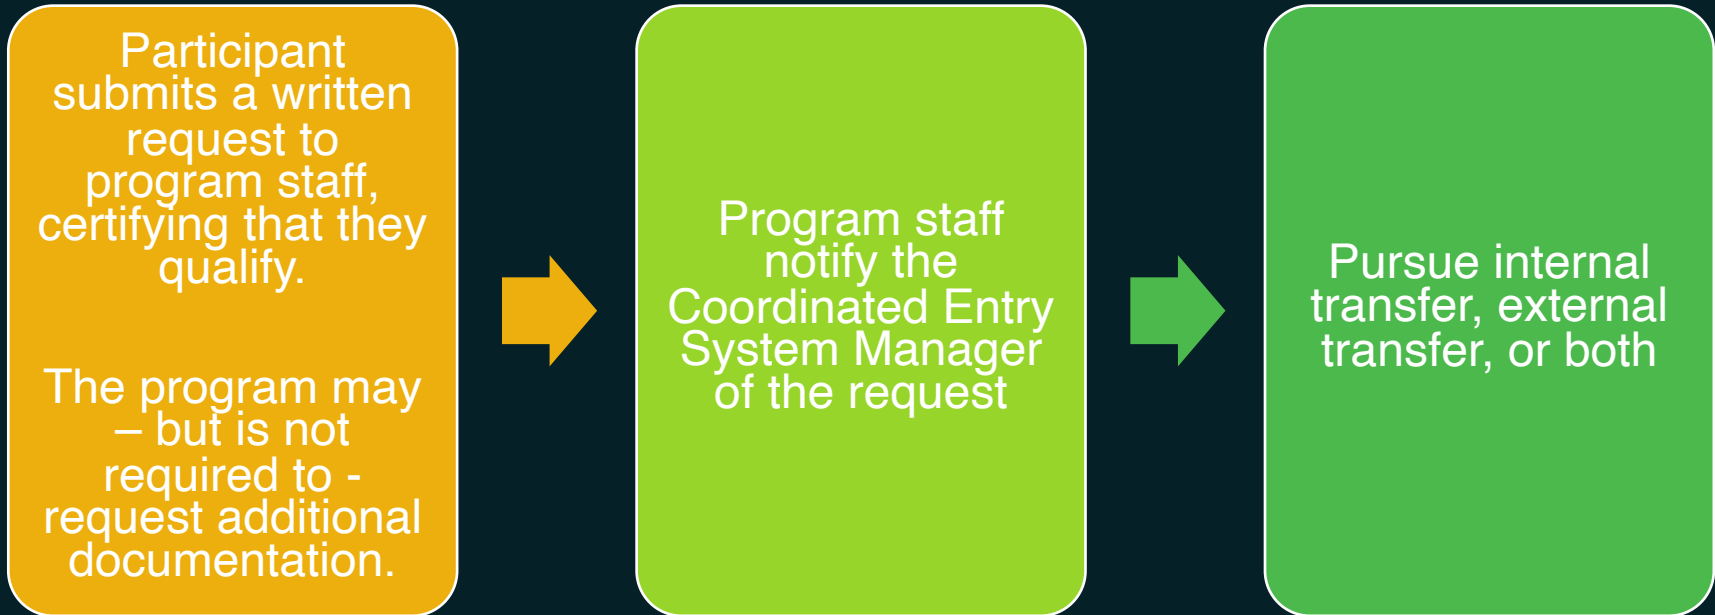 Participant
submits a written
request to
program staff,
certifying that they
qualify.
The program may
– but is not
required to -
request additional
documentation.
Program staff
notify the
Coordinated Entry
System Manager
of the request
Pursue internal
transfer, external
transfer, or both